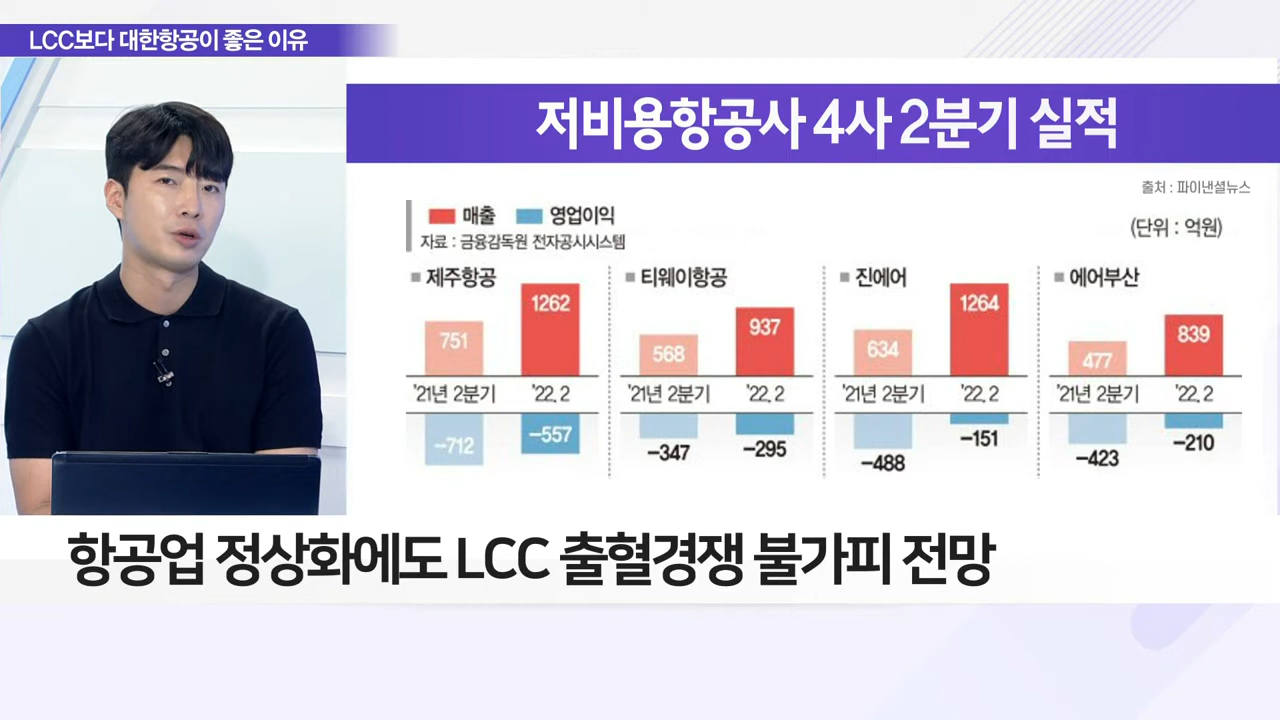 LCC보다 대한항공이 좋은 이유
저비용항공사 4사 2분기 실적
출처 : 파이낸셜뉴스
매출 영업이익
(단위 : 억원)
자료 : 금융감독원 전자공시시스템
제주항공 티웨이항공 진에어 에어부산
751 1262 568 937 634 1264 477 839
'21년 2분기 '22. 2 '21년 2분기 '22. 2 '21년 2분기 '22. 2 '21년 2분기 '22. 2
-712 -557 -347 -295 -488 -151 -423 -210
항공업 정상화에도 LCC 출혈경쟁 불가피 전망